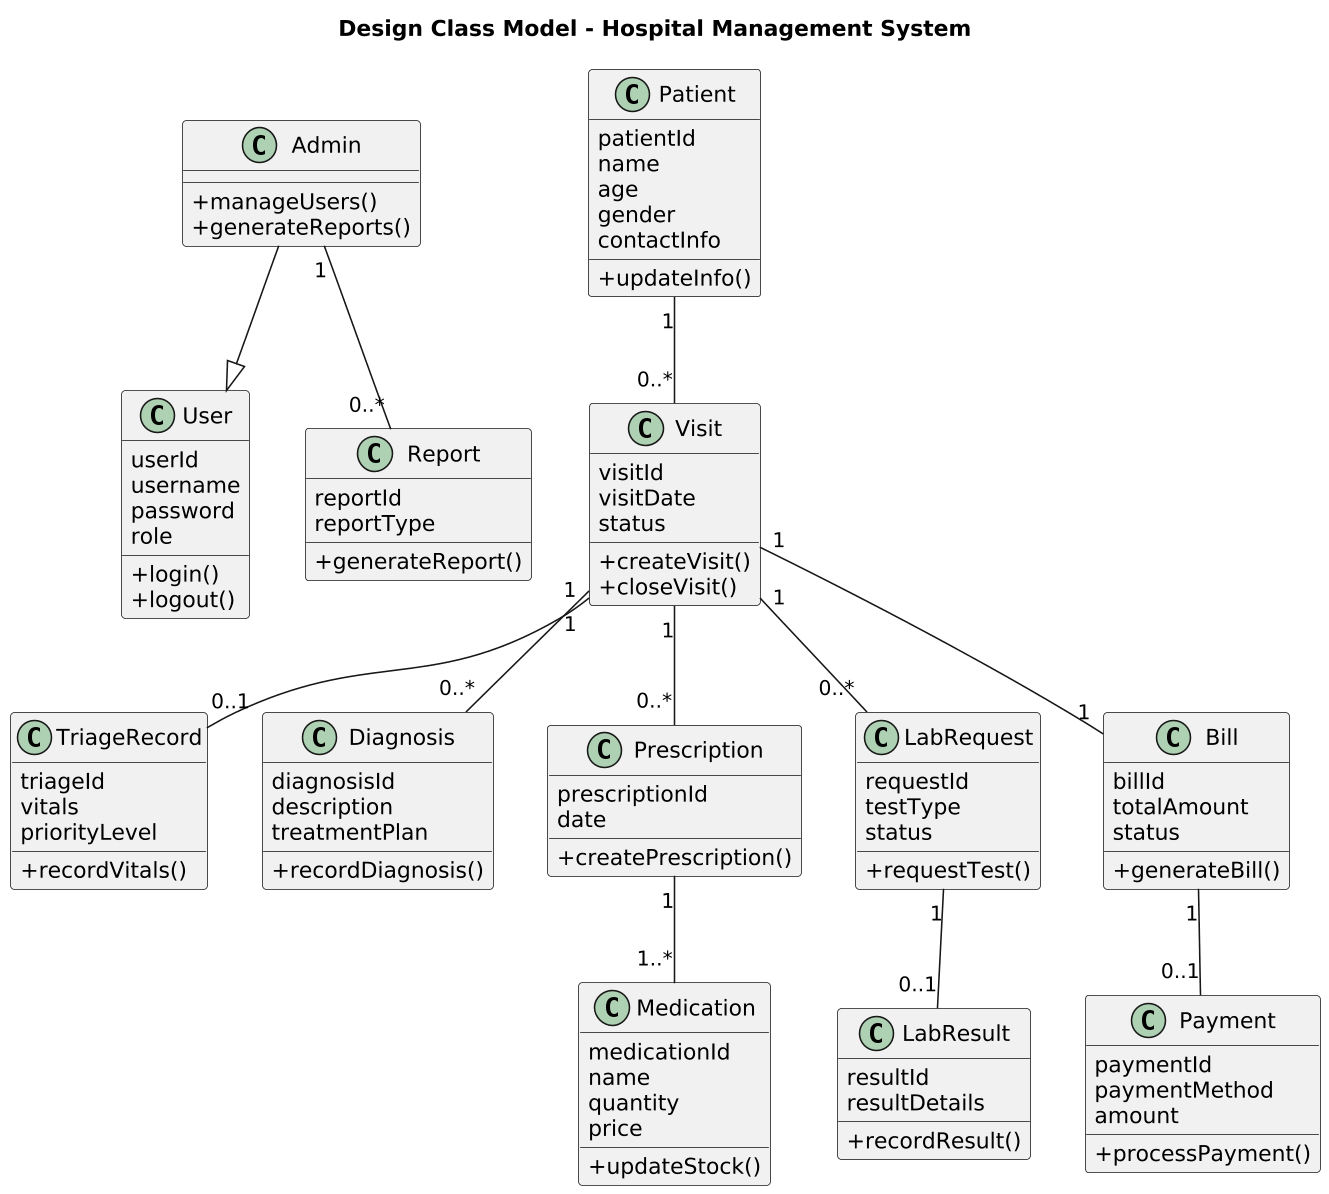 Design Class Model - Hospital Management System
C Patient
patientId
name
age
gender
contactInfo
+updateInfo()
C Admin
+manageUsers()
+generateReports()
1
0..*
1
0..*
C User
userId
username
password
role
+login()
+logout()
C Report
reportId
reportType
+generateReport()
C Visit
visitId
visitDate
status
+createVisit()
+closeVisit()
1
1
1
1
1
0..1
0..*
0..*
0..*
1
C TriageRecord
triageId
vitals
priorityLevel
+recordVitals()
C Diagnosis
diagnosisId
description
treatmentPlan
+recordDiagnosis()
C Prescription
prescriptionId
date
+createPrescription()
C LabRequest
requestId
testType
status
+requestTest()
C Bill
billId
totalAmount
status
+generateBill()
1
1..*
1
0..1
1
0..1
C Medication
medicationId
name
quantity
price
+updateStock()
C LabResult
resultId
resultDetails
+recordResult()
C Payment
paymentId
paymentMethod
amount
+processPayment()